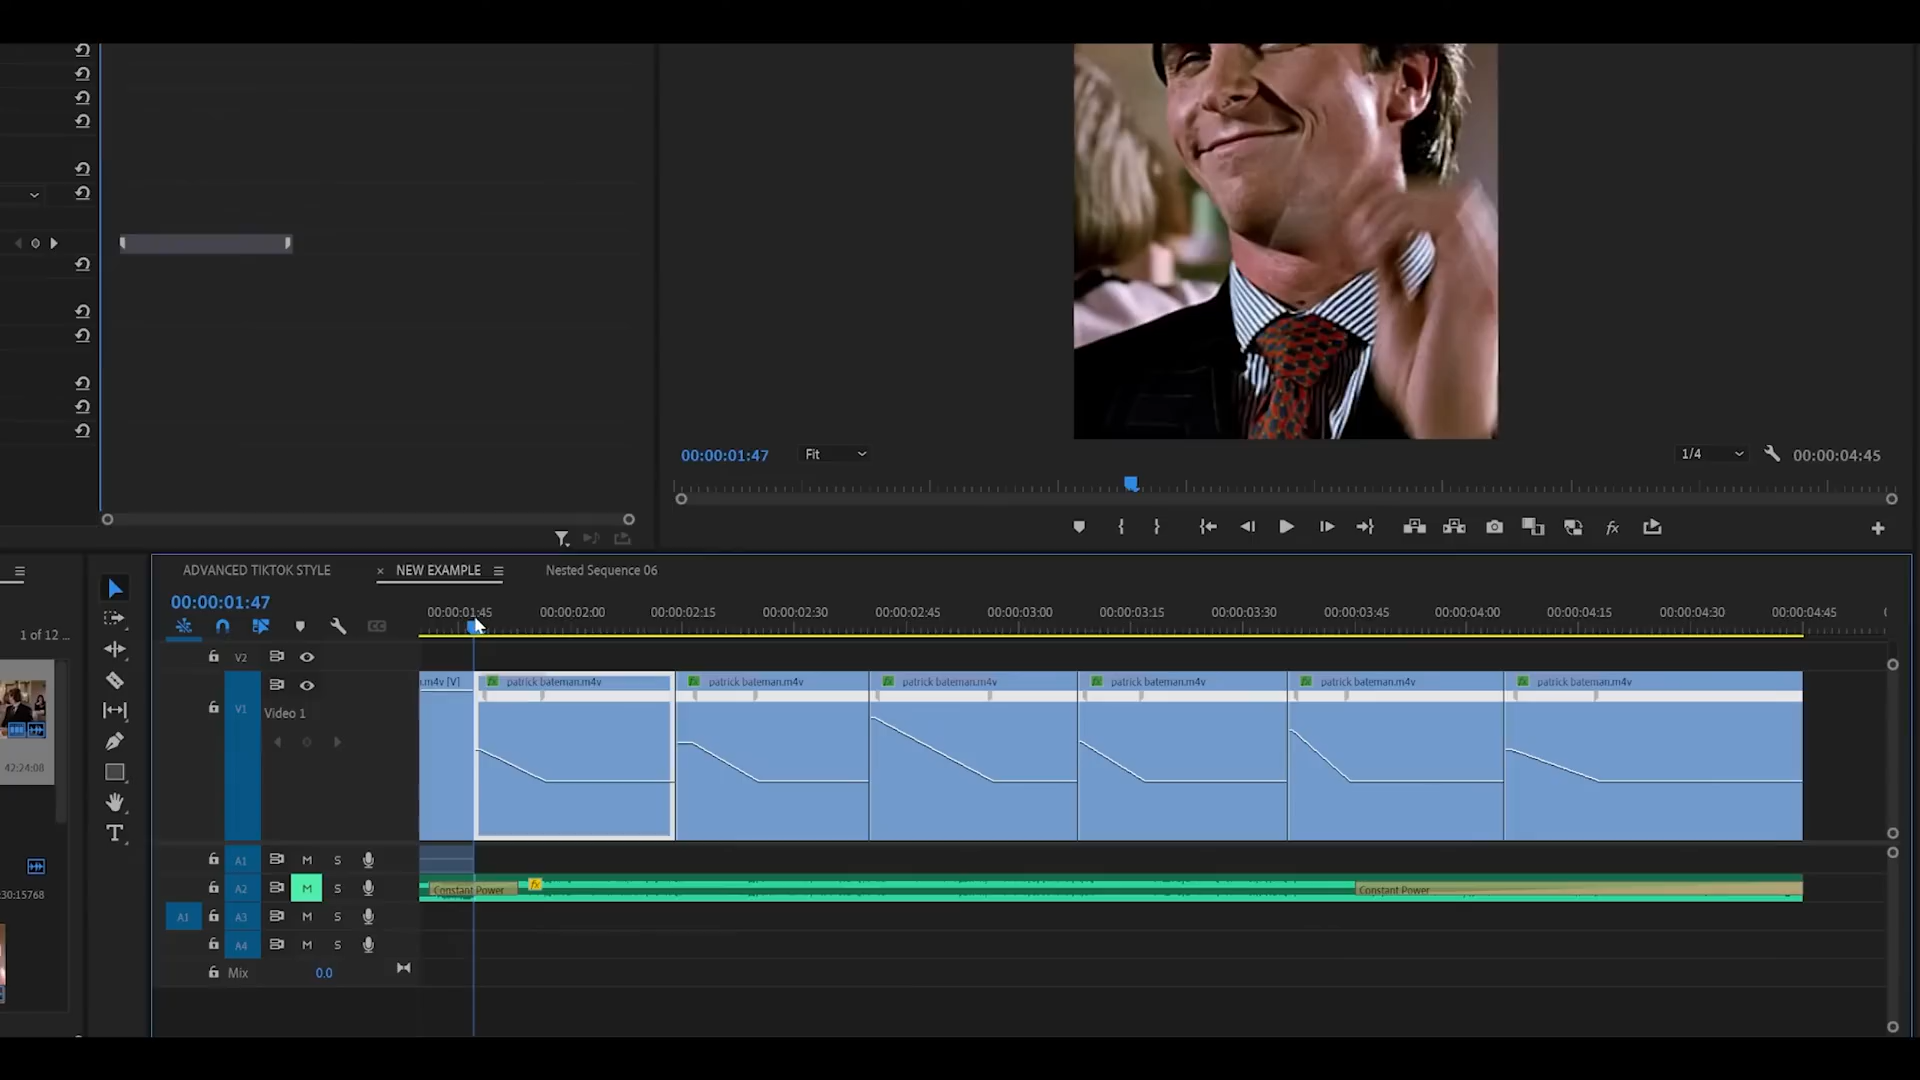 00:00:01:47 Fit 1/4 00:00:04:45
ADVANCED TIKTOK STYLE × NEW EXAMPLE Nested Sequence 06
00:00:01:47
00:00:01:45 00:00:02:00 00:00:02:15 00:00:02:30 00:00:02:45 00:00:03:00 00:00:03:15 00:00:03:30 00:00:03:45 00:00:04:00 00:00:04:15 00:00:04:30 00:00:04:45
1 of 12 ...
V2
n.m4v [V] patrick bateman.m4v patrick bateman.m4v patrick bateman.m4v patrick bateman.m4v patrick bateman.m4v patrick bateman.m4v
V1 Video 1
42:24:08
A1 M S
A2 M S Constant Power fx Constant Power
:30:15768
A1 A3 M S
A4 M S
Mix 0.0